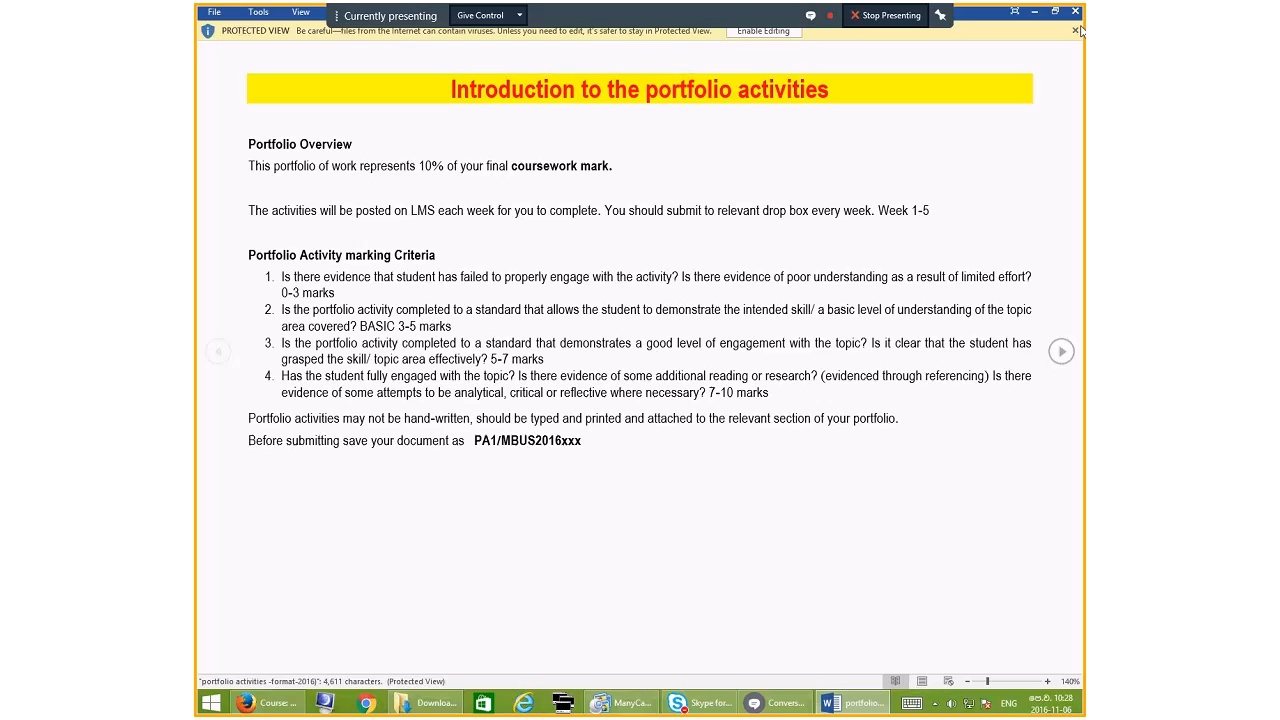 File Tools View Currently presenting Give Control Stop Presenting
PROTECTED VIEW Be careful—files from the Internet can contain viruses. Unless you need to edit, it's safer to stay in Protected View. Enable Editing
Introduction to the portfolio activities
Portfolio Overview
This portfolio of work represents 10% of your final coursework mark.
The activities will be posted on LMS each week for you to complete. You should submit to relevant drop box every week. Week 1-5
Portfolio Activity marking Criteria
1. Is there evidence that student has failed to properly engage with the activity? Is there evidence of poor understanding as a result of limited effort?
0-3 marks
2. Is the portfolio activity completed to a standard that allows the student to demonstrate the intended skill/ a basic level of understanding of the topic
area covered? BASIC 3-5 marks
3. Is the portfolio activity completed to a standard that demonstrates a good level of engagement with the topic? Is it clear that the student has
grasped the skill/ topic area effectively? 5-7 marks
4. Has the student fully engaged with the topic? Is there evidence of some additional reading or research? (evidenced through referencing) Is there
evidence of some attempts to be analytical, critical or reflective where necessary? 7-10 marks
Portfolio activities may not be hand-written, should be typed and printed and attached to the relevant section of your portfolio.
Before submitting save your document as PA1/MBUS2016xxx
"portfolio activities -format-2016)": 4,611 characters. (Protected View) 140%
Course: ... Downloa... ManyCa... Skype for... Convers... portfolio... ENG 10:28
2016-11-06